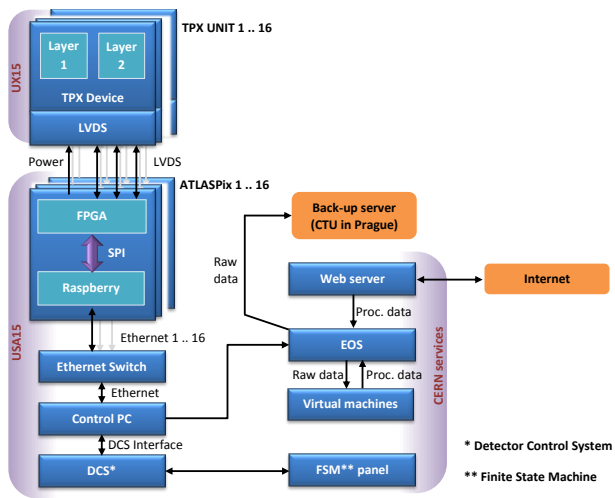 TPX UNIT 1 .. 16
UX15
Layer
1
Layer
2
TPX Device
LVDS
Power
LVDS
ATLASPix 1 .. 16
USA15
FPGA
SPI
Raspberry
Ethernet 1 .. 16
Ethernet Switch
Ethernet
Control PC
DCS Interface
DCS*
Back-up server
(CTU in Prague)
Raw
data
Web server
Internet
Proc. data
EOS
Raw data
Proc. data
Virtual machines
FSM** panel
CERN services
* Detector Control System
** Finite State Machine